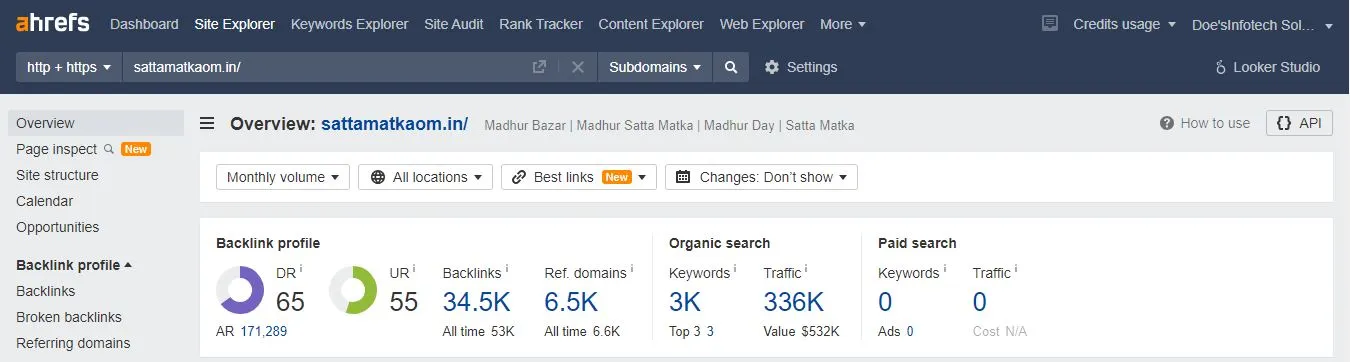 ahrefs Dashboard Site Explorer Keywords Explorer Site Audit Rank Tracker Content Explorer Web Explorer More Credits usage Doe'sInfotech Sol...
http + https sattamatkaom.in/ Subdomains Settings Looker Studio
Overview
Page inspect New
Site structure
Calendar
Opportunities
Backlink profile
Backlinks
Broken backlinks
Referring domains
Overview: sattamatkaom.in/ Madhur Bazar | Madhur Satta Matka | Madhur Day | Satta Matka How to use API
Monthly volume All locations Best links New Changes: Don't show
Backlink profile
DR i UR i Backlinks i Ref. domains i
65 55 34.5K 6.5K
AR 171,289 All time 53K All time 6.6K
Organic search
Keywords i Traffic i
3K 336K
Top 3 3 Value $532K
Paid search
Keywords i Traffic i
0 0
Ads 0 Cost N/A